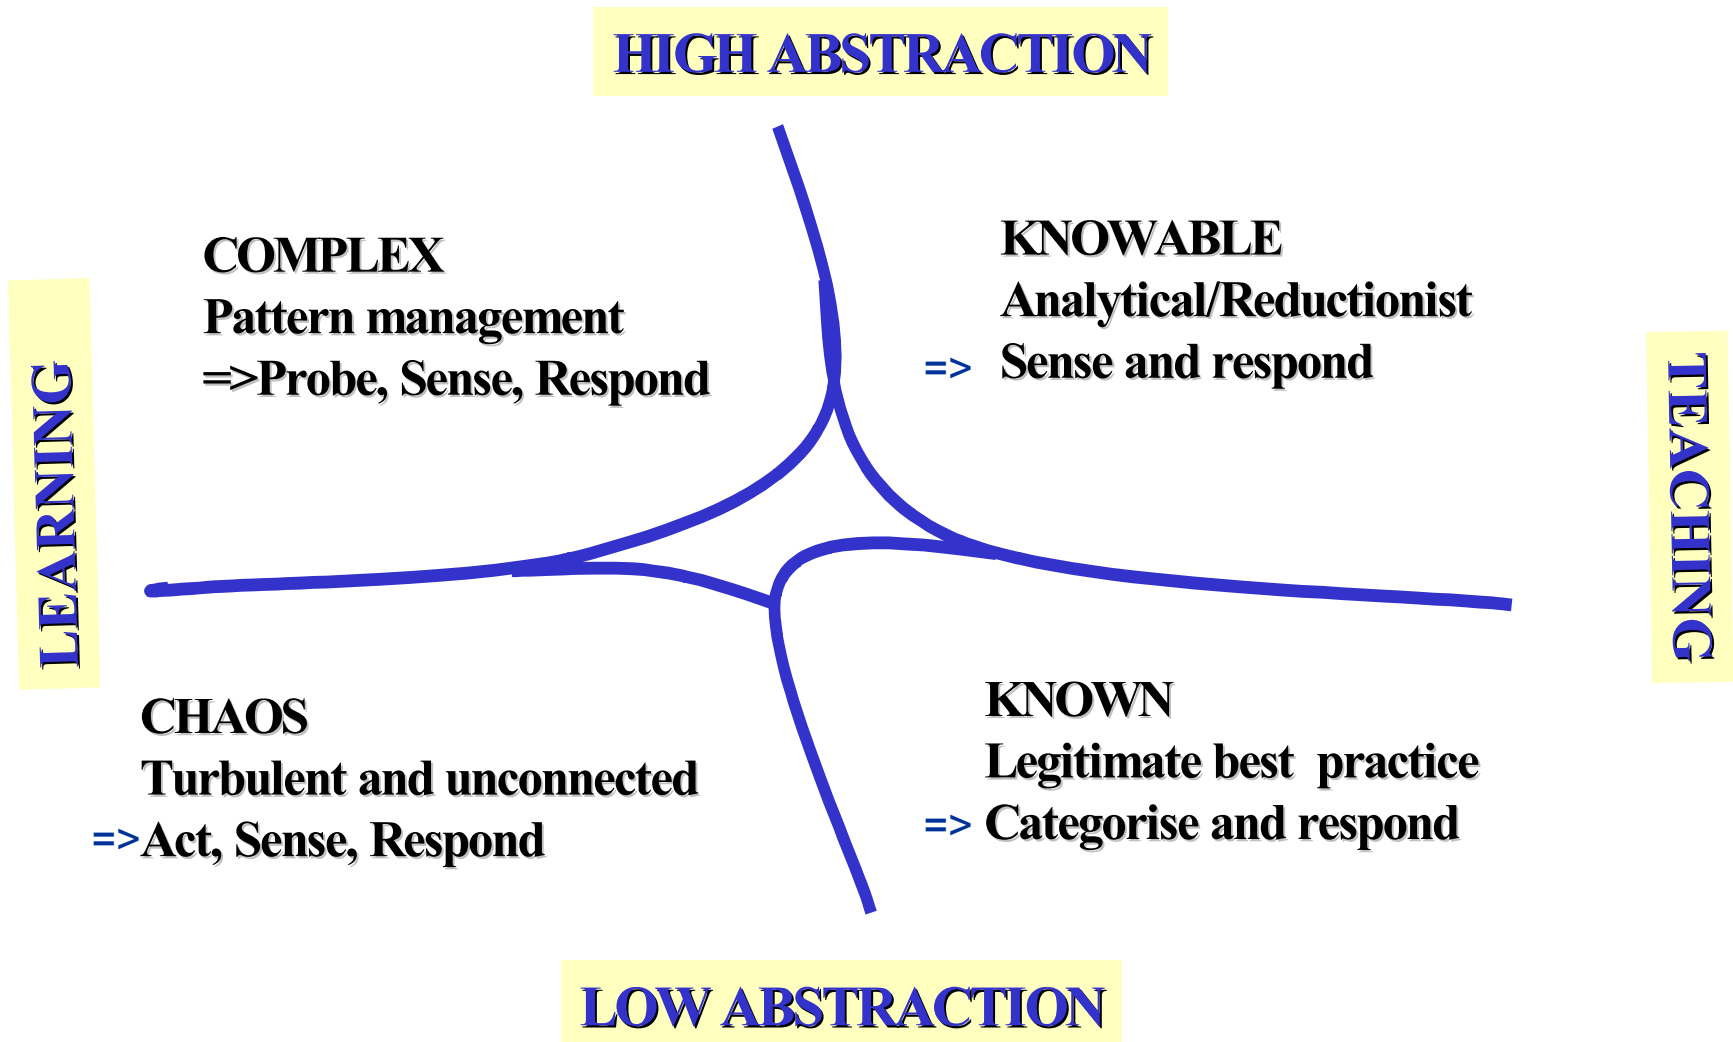 HIGH ABSTRACTION
COMPLEX
Pattern management
=>Probe, Sense, Respond
KNOWABLE
Analytical/Reductionist
=> Sense and respond
LEARNING
TEACHING
CHAOS
Turbulent and unconnected
=>Act, Sense, Respond
KNOWN
Legitimate best  practice
=> Categorise and respond
LOW ABSTRACTION